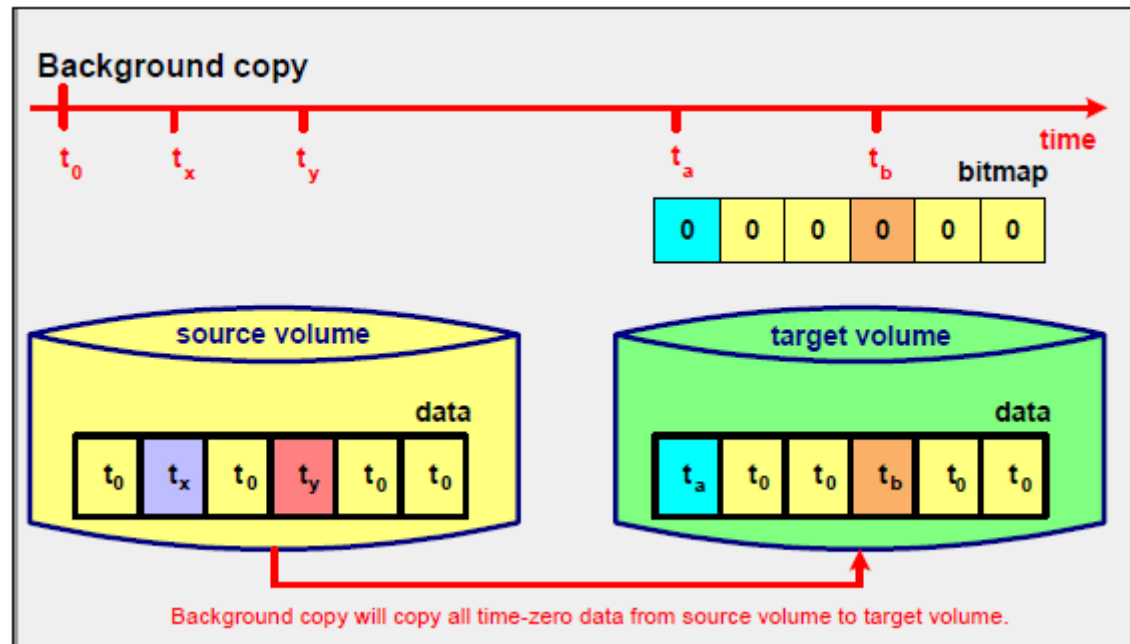 Background copy
time
t0 tx ty ta tb
bitmap
0 0 0 0 0 0
source volume
target volume
data
data
t0 tx t0 ty t0 t0
ta t0 t0 tb t0 t0
Background copy will copy all time-zero data from source volume to target volume.